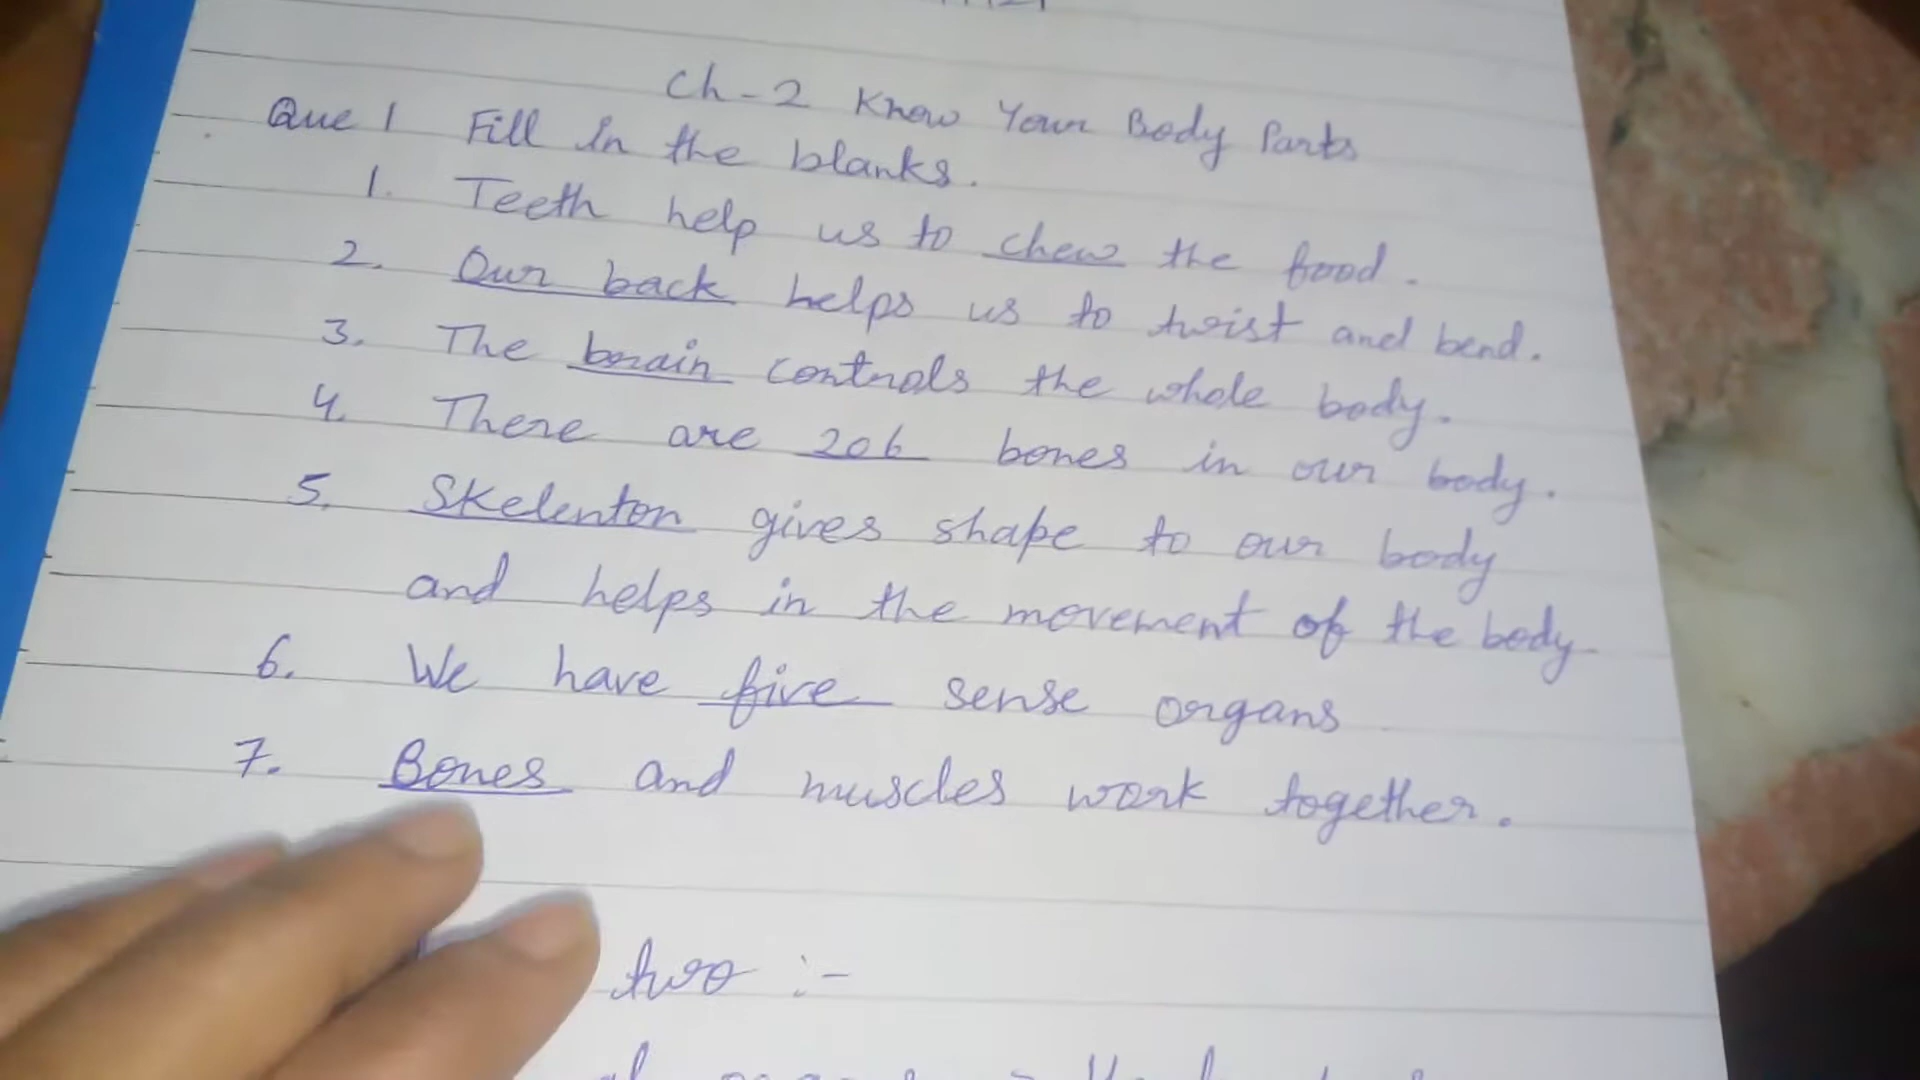 Ch-2 Know Your Body Parts
Que 1 Fill in the blanks.
1. Teeth help us to chew the food.
2. Our back helps us to twist and bend.
3. The brain controls the whole body.
4. There are 206 bones in our body.
5. Skelenton gives shape to our body
and helps in the movement of the body
6. We have five sense organs
7. Bones and muscles work together.
two :-